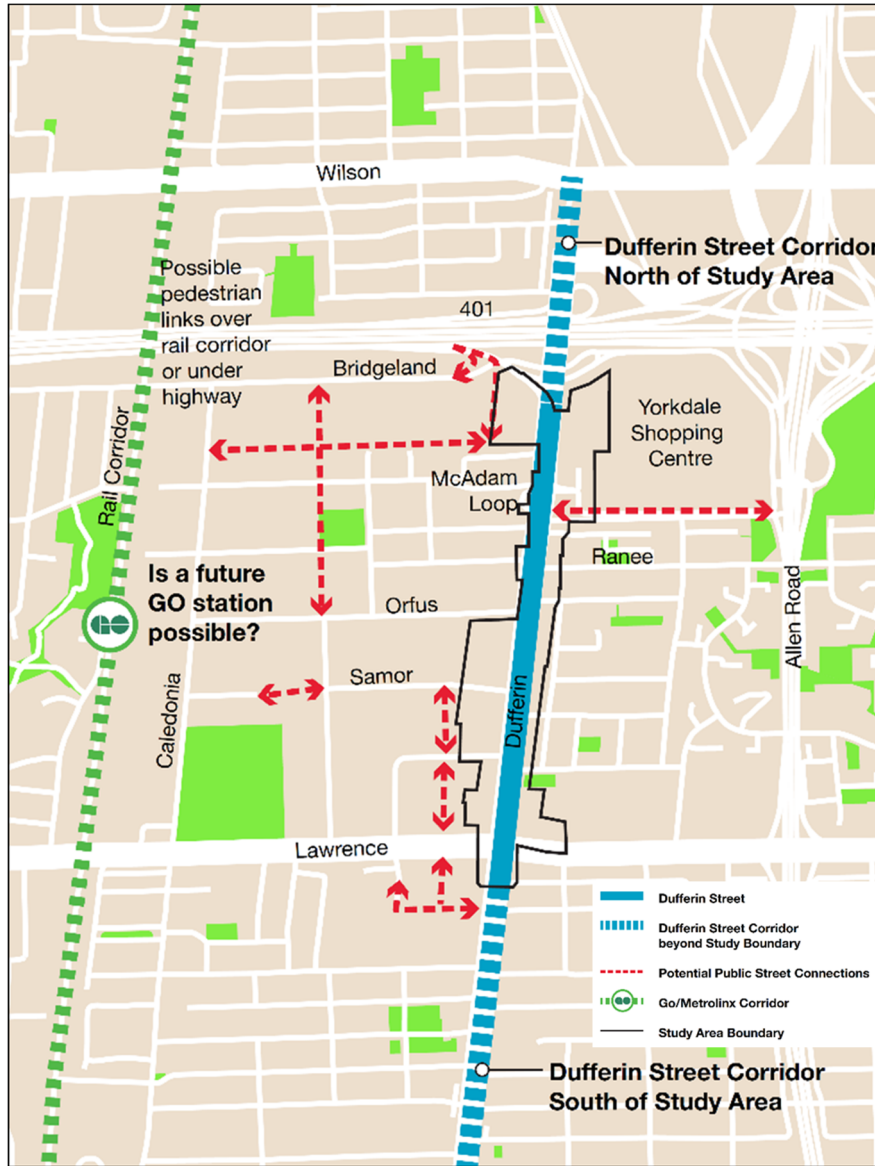 Wilson
Dufferin Street Corridor
North of Study Area
Possible
pedestrian
links over
rail corridor
or under
highway
401
Bridgeland
Yorkdale
Shopping
Centre
McAdam
Loop
Rail Corridor
Ranee
Is a future
GO station
possible?
GO
Orfus
Allen Road
Samor
Caledonia
Dufferin
Lawrence
Dufferin Street
Dufferin Street Corridor
beyond Study Boundary
Potential Public Street Connections
GO
Go/Metrolinx Corridor
Study Area Boundary
Dufferin Street Corridor
South of Study Area